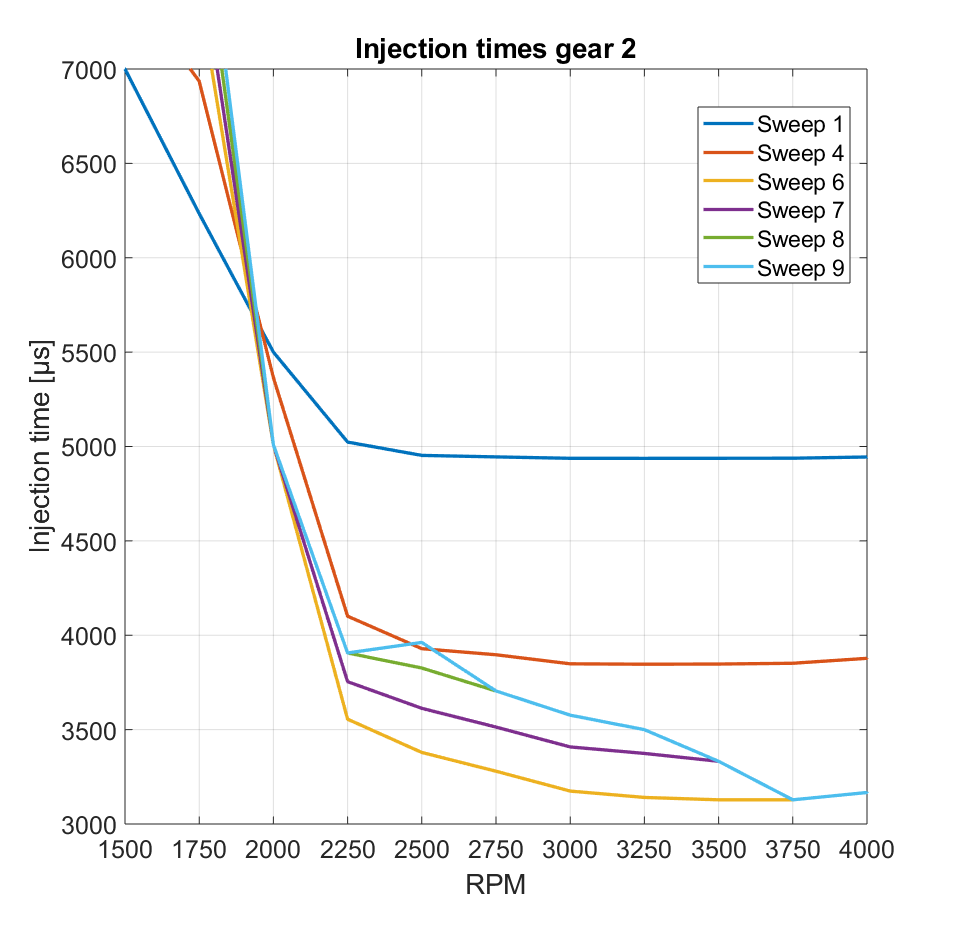 Injection times gear 2
7000
6500
6000
5500
5000
4500
4000
3500
3000
Injection time [µs]
Sweep 1
Sweep 4
Sweep 6
Sweep 7
Sweep 8
Sweep 9
1500 1750 2000 2250 2500 2750 3000 3250 3500 3750 4000
RPM